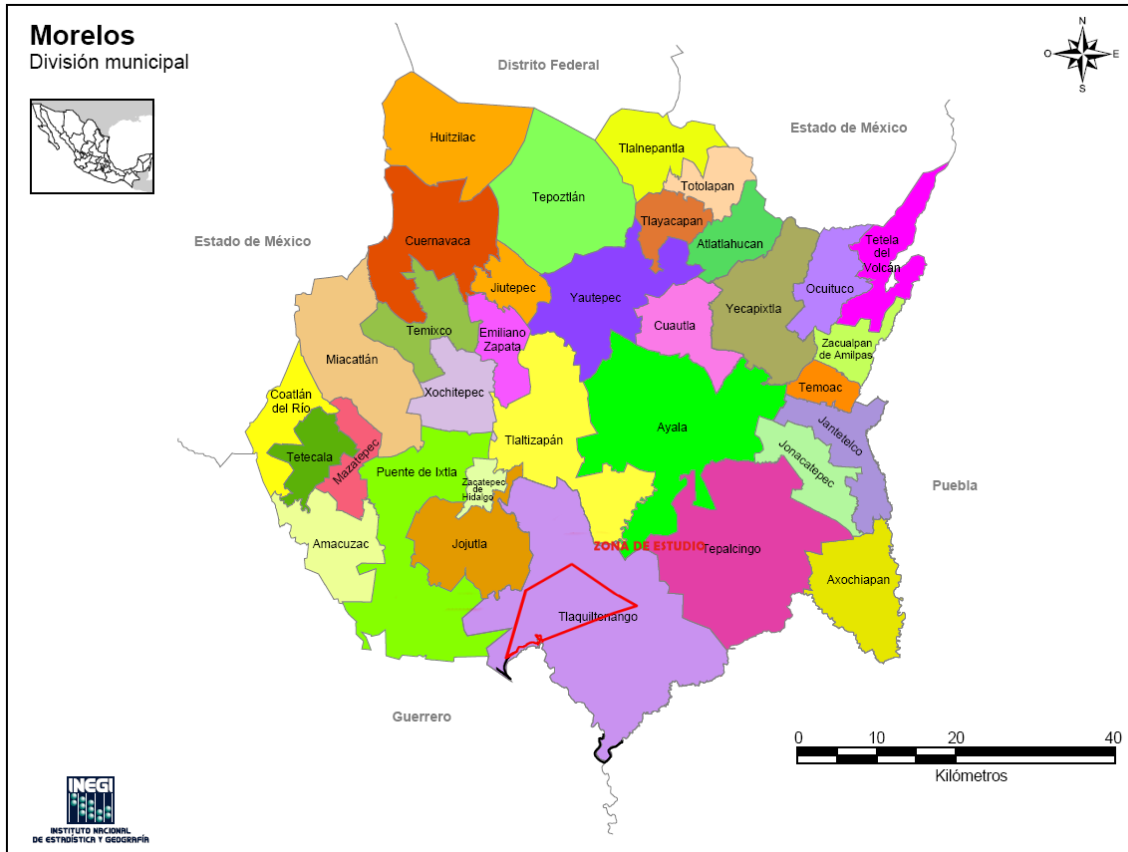 Morelos
División municipal
N
O
E
S
Distrito Federal
Estado de México
Estado de México
Huitzilac
Tlalnepantla
Totolapan
Tepoztlán
Tlayacapan
Cuernavaca
Atlatlahucan
Tetela
del
Volcán
Ocuituco
Jiutepec
Yautepec
Yecapixtla
Cuautla
Temixco
Emiliano
Zapata
Zacualpan
de Amilpas
Miacatlán
Temoac
Coatlán
del Río
Xochitepec
Tlaltizapán
Ayala
Jantetelco
Jonacatepec
Tetecala
Mazatepec
Puente de Ixtla
Zacatepec
de
Hidalgo
Puebla
Amacuzac
Jojutla
ZONA DE ESTUDIO
Tepalcingo
Axochiapan
Tlaquiltenango
Guerrero
0 10 20 40
Kilómetros
INEGI
INSTITUTO NACIONAL
DE ESTADÍSTICA Y GEOGRAFÍA